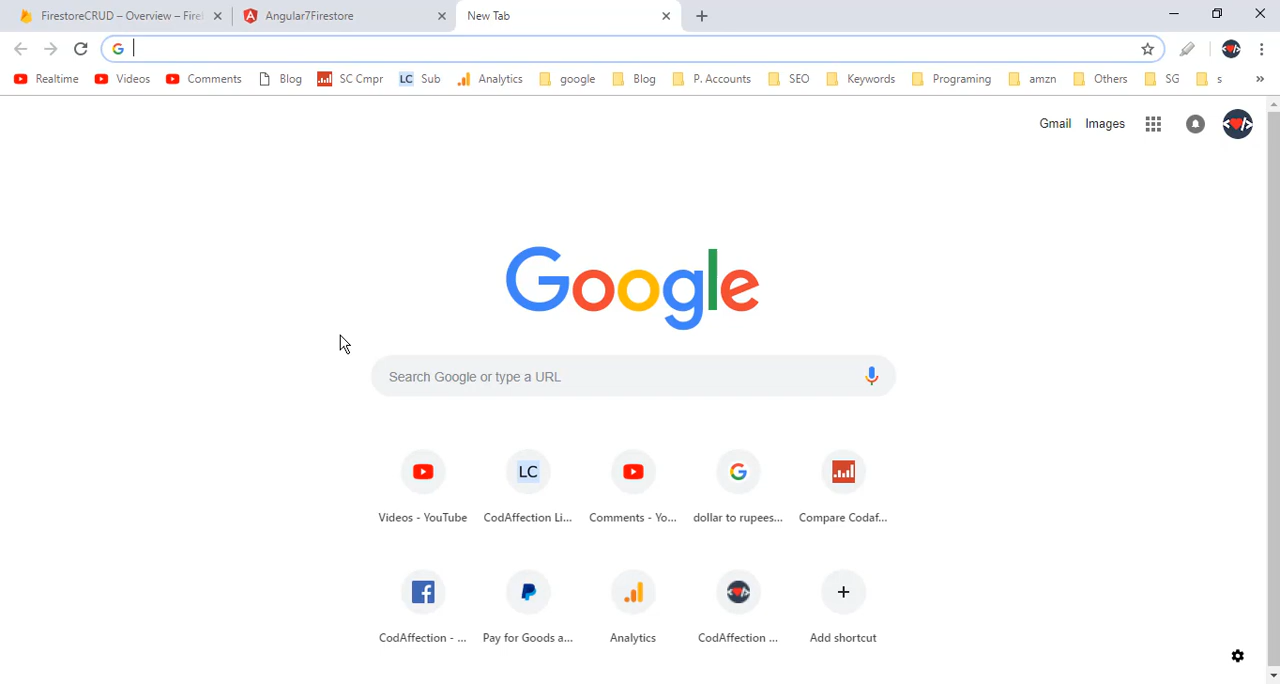 FirestoreCRUD – Overview – Fire
Angular7Firestore
New Tab
Realtime Videos Comments Blog SC Cmpr LC Sub Analytics google Blog P. Accounts SEO Keywords Programing amzn Others SG s »
Gmail Images
Google
Search Google or type a URL
LC
Videos - YouTube CodAffection Li... Comments - Yo... dollar to rupees... Compare Codaf...
CodAffection - ... Pay for Goods a... Analytics CodAffection ... Add shortcut